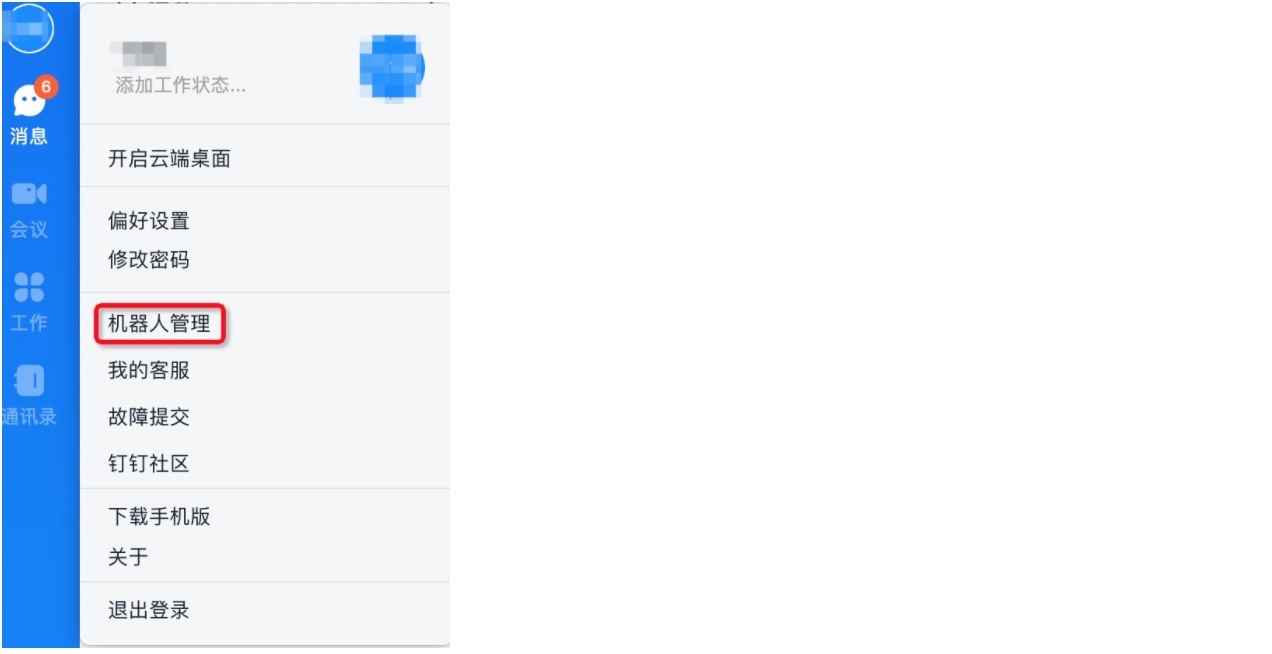 6
消息
会议
工作
通讯录
添加工作状态...
开启云端桌面
偏好设置
修改密码
机器人管理
我的客服
故障提交
钉钉社区
下载手机版
关于
退出登录